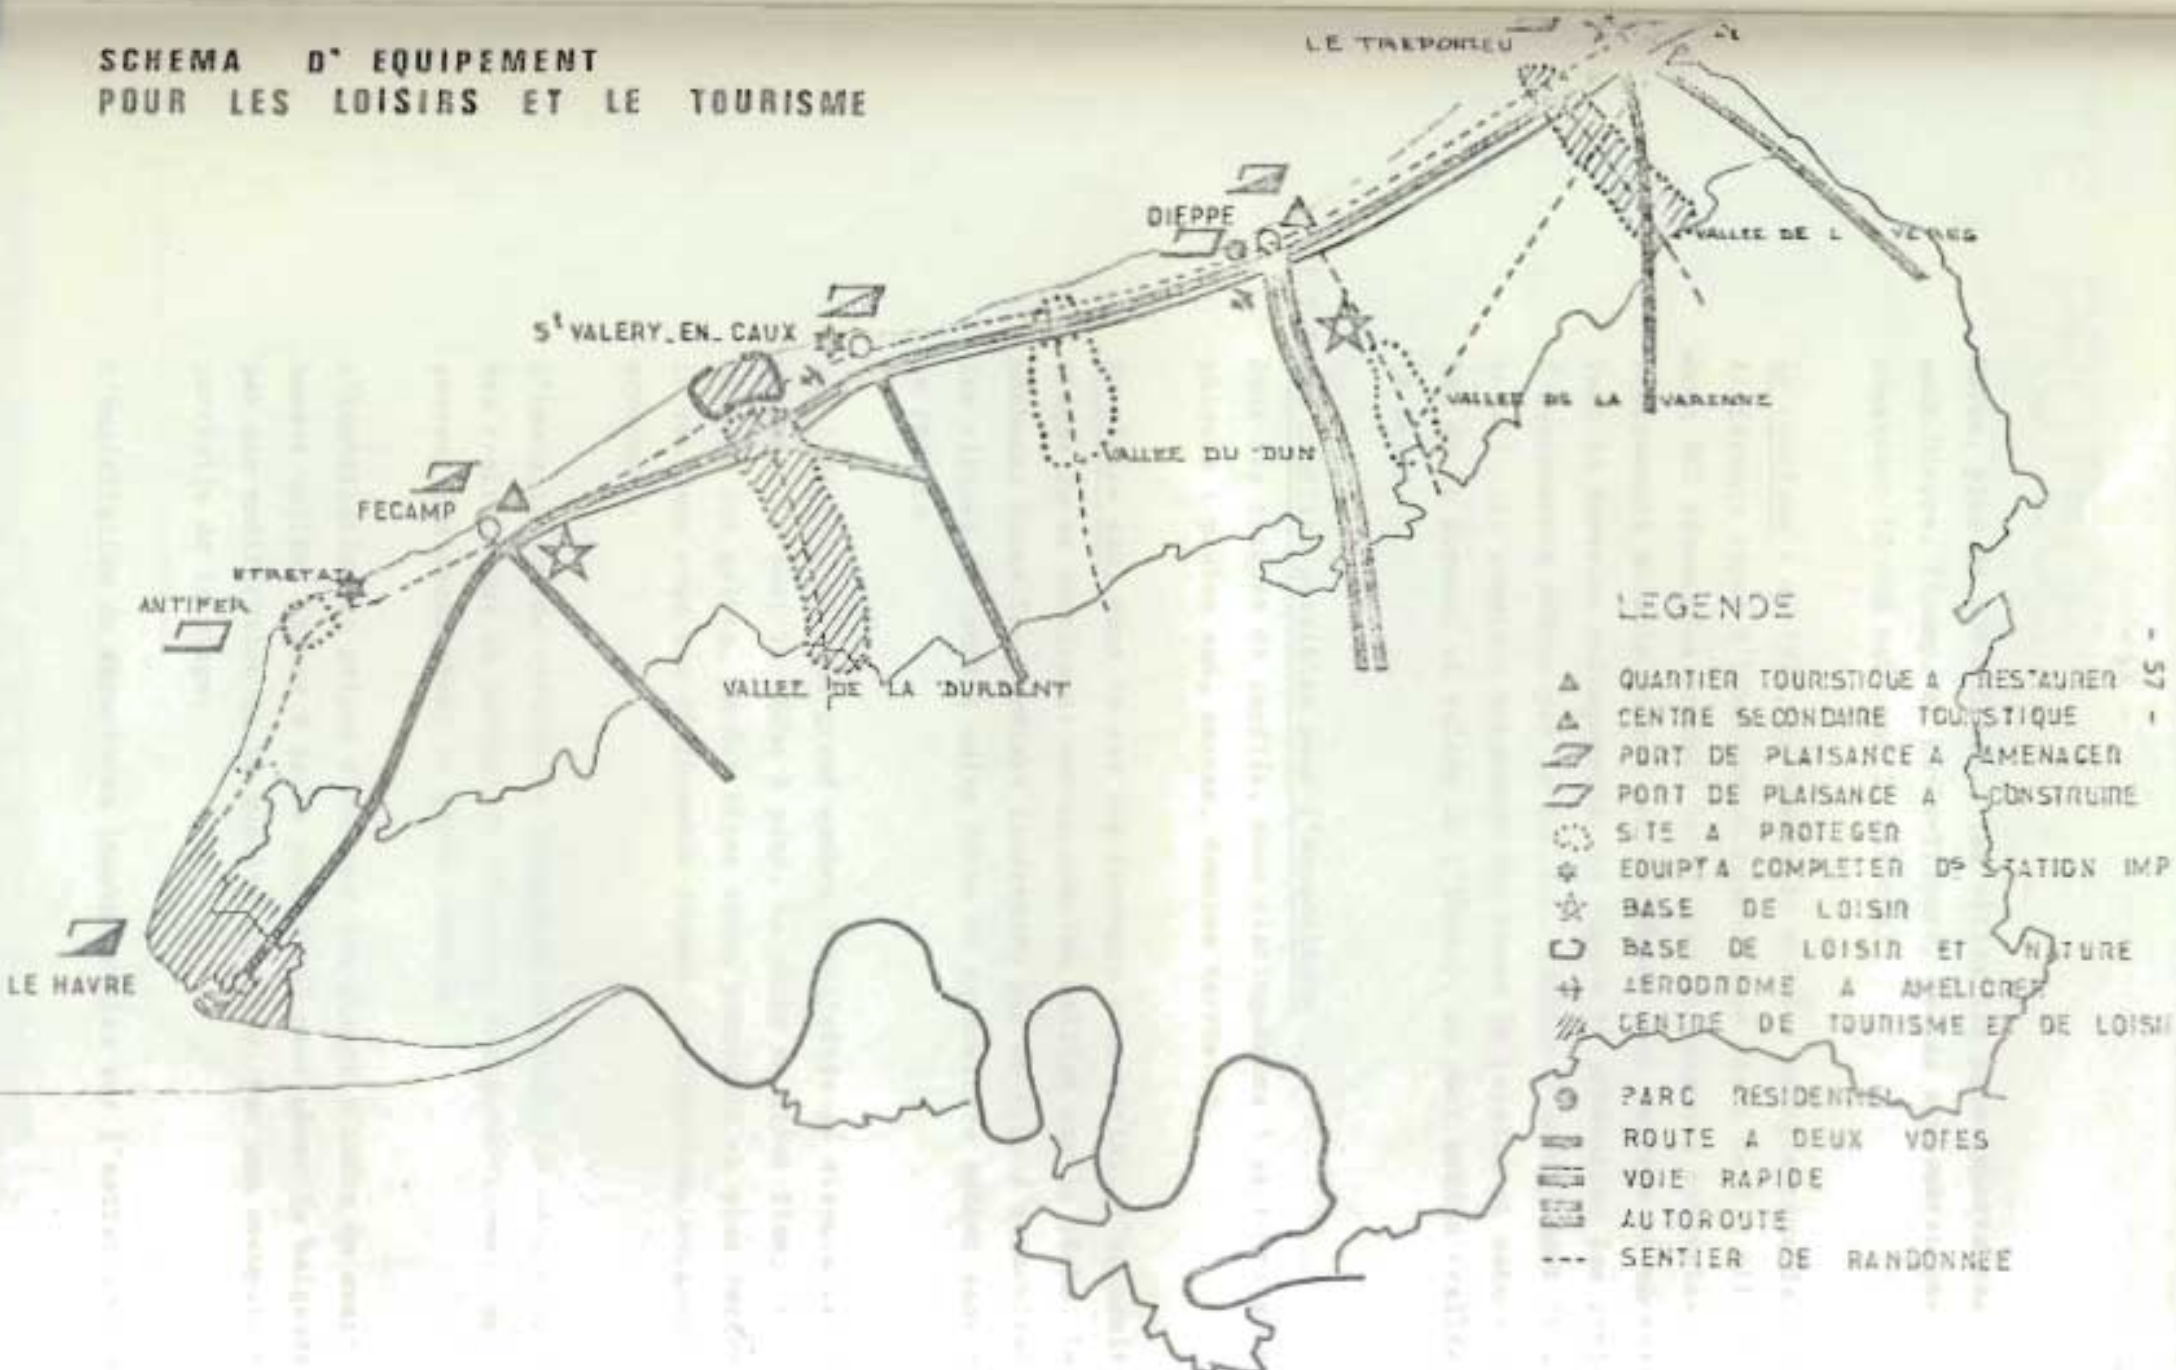 SCHEMA D' EQUIPEMENT
POUR LES LOISIRS ET LE TOURISME
LE TREPORT
DIEPPE
VALLEE DE L YERES
St VALERY_EN_CAUX
VALLEE DE LA VARENNE
VALLEE DU DUN
FECAMP
ETRETAT
ANTIFER
VALLEE DE LA DURDENT
LE HAVRE
LEGENDE
QUARTIER TOURISTIQUE A RESTAURER
CENTRE SECONDAIRE TOURISTIQUE
PORT DE PLAISANCE A AMENAGER
PORT DE PLAISANCE A CONSTRUIRE
SITE A PROTEGER
EQUIPT A COMPLETER DS STATION IMP
BASE DE LOISIR
BASE DE LOISIR ET NATURE
AERODROME A AMELIORER
CENTRE DE TOURISME ET DE LOISI
PARC RESIDENTIEL
ROUTE A DEUX VOIES
VOIE RAPIDE
AUTOROUTE
SENTIER DE RANDONNEE
- 57 -